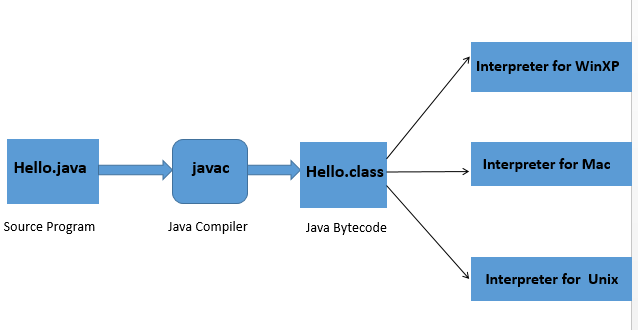 Interpreter for WinXP
Hello.java
javac
Hello.class
Interpreter for Mac
Source Program
Java Compiler
Java Bytecode
Interpreter for Unix